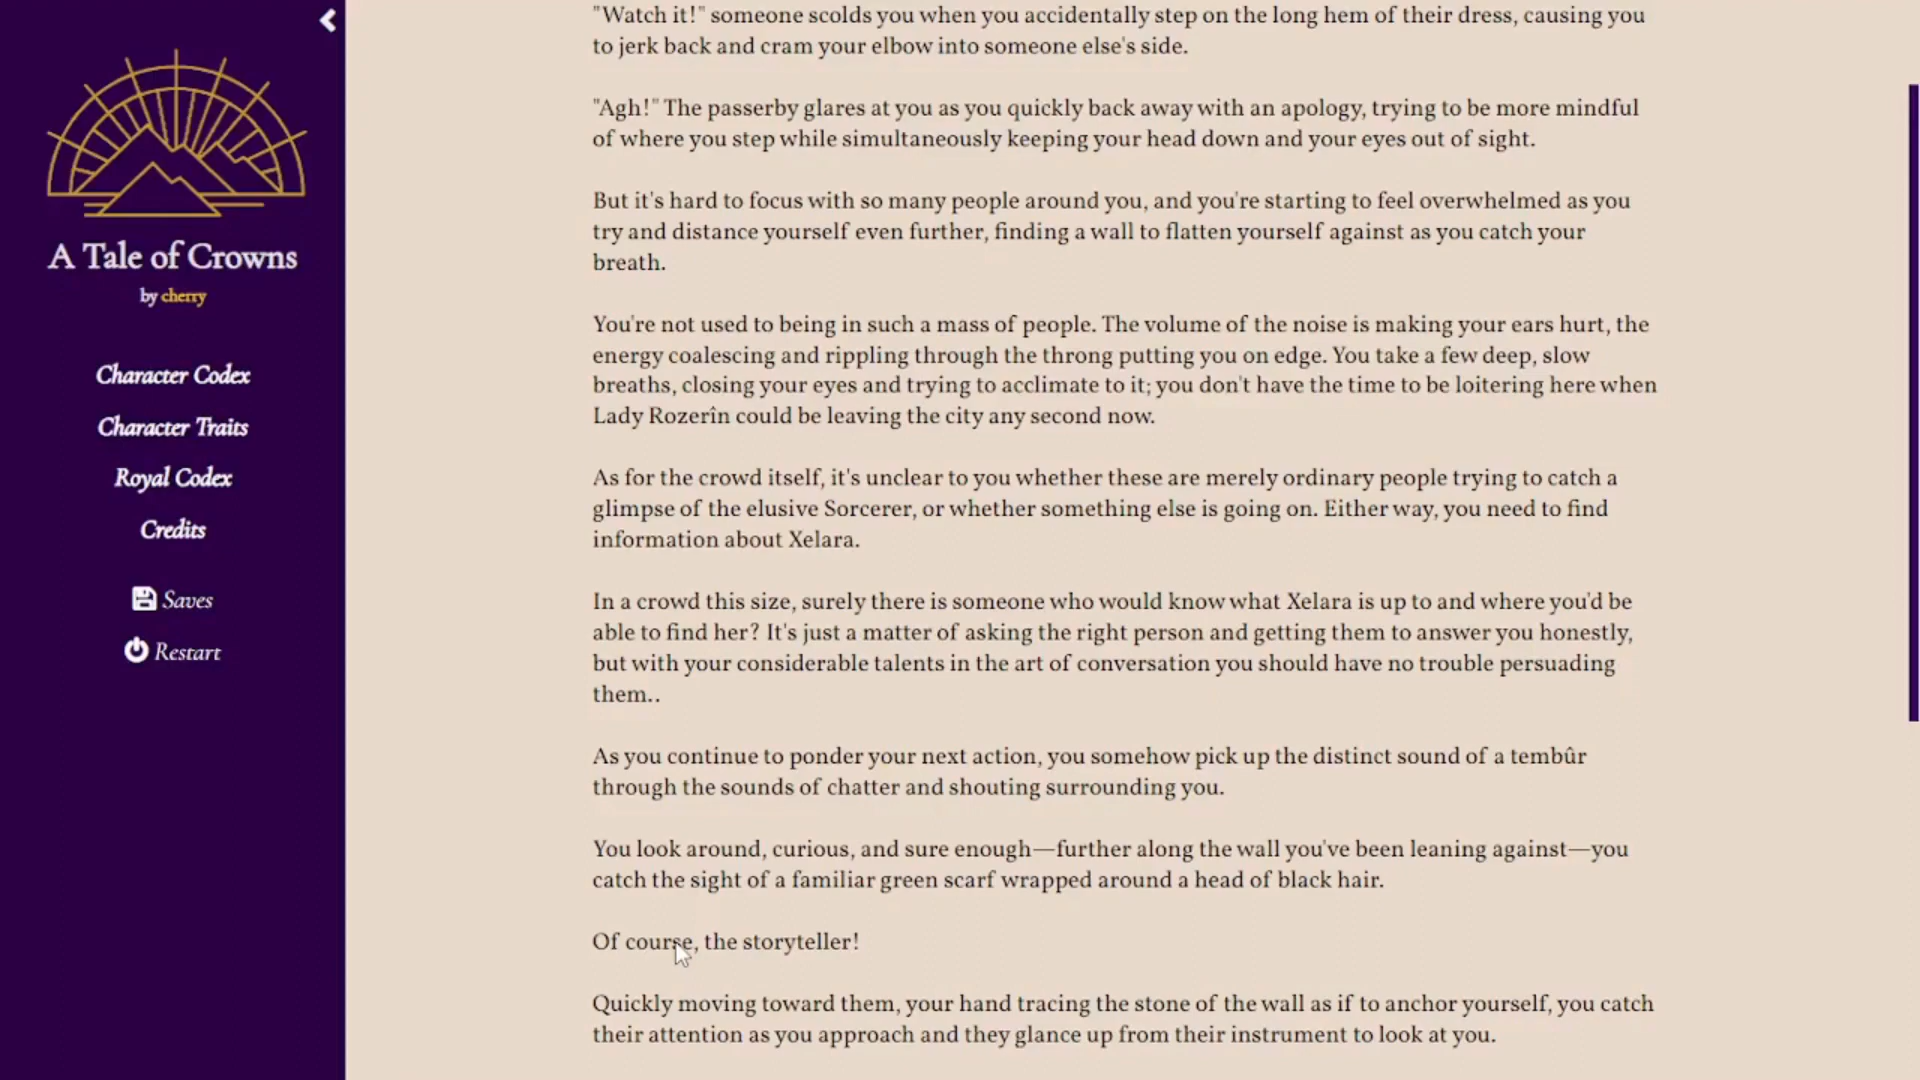 A Tale of Crowns
by cherry
Character Codex
Character Traits
Royal Codex
Credits
Saves
Restart
"Watch it!" someone scolds you when you accidentally step on the long hem of their dress, causing you
to jerk back and cram your elbow into someone else's side.
"Agh!" The passerby glares at you as you quickly back away with an apology, trying to be more mindful
of where you step while simultaneously keeping your head down and your eyes out of sight.
But it's hard to focus with so many people around you, and you're starting to feel overwhelmed as you
try and distance yourself even further, finding a wall to flatten yourself against as you catch your
breath.
You're not used to being in such a mass of people. The volume of the noise is making your ears hurt, the
energy coalescing and rippling through the throng putting you on edge. You take a few deep, slow
breaths, closing your eyes and trying to acclimate to it; you don't have the time to be loitering here when
Lady Rozerîn could be leaving the city any second now.
As for the crowd itself, it's unclear to you whether these are merely ordinary people trying to catch a
glimpse of the elusive Sorcerer, or whether something else is going on. Either way, you need to find
information about Xelara.
In a crowd this size, surely there is someone who would know what Xelara is up to and where you'd be
able to find her? It's just a matter of asking the right person and getting them to answer you honestly,
but with your considerable talents in the art of conversation you should have no trouble persuading
them..
As you continue to ponder your next action, you somehow pick up the distinct sound of a tembûr
through the sounds of chatter and shouting surrounding you.
You look around, curious, and sure enough—further along the wall you've been leaning against—you
catch the sight of a familiar green scarf wrapped around a head of black hair.
Of course, the storyteller!
Quickly moving toward them, your hand tracing the stone of the wall as if to anchor yourself, you catch
their attention as you approach and they glance up from their instrument to look at you.